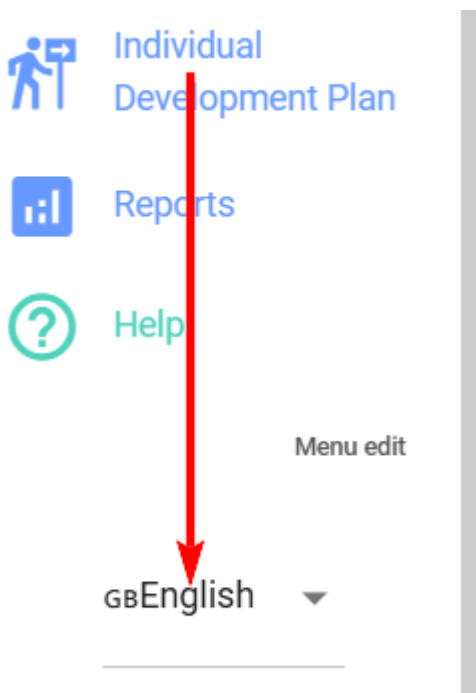 Individual
Development Plan
Reports
Help
Menu edit
GBEnglish